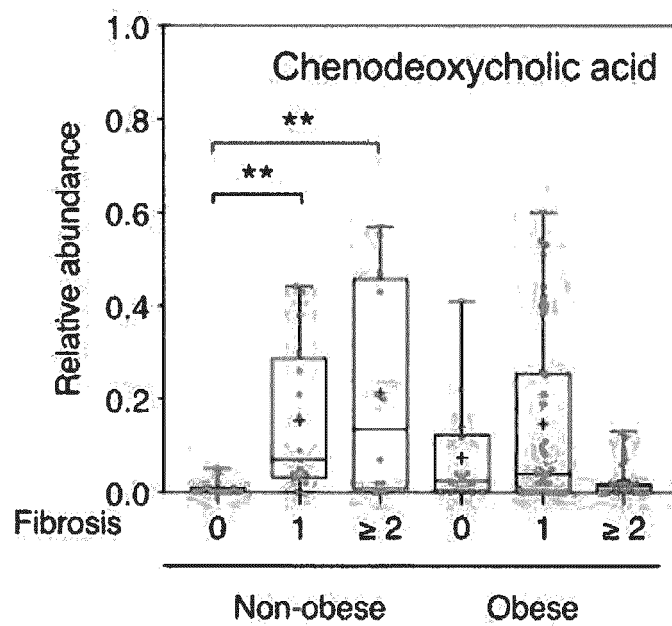 1.0
Chenodeoxycholic acid
0.8
**
**
0.6
Relative abundance
0.4
0.2
0.0
Fibrosis 0 1 ≥ 2 0 1 ≥ 2
Non-obese Obese